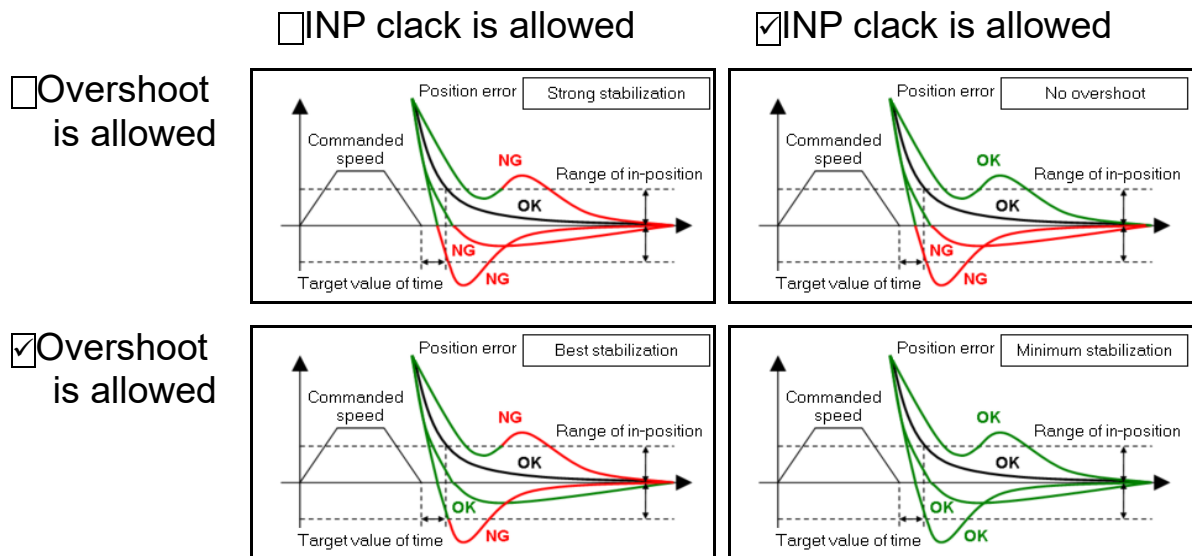 INP clack is allowed
INP clack is allowed
Overshoot
is allowed
Position error
Strong stabilization
Commanded
speed
NG
Range of in-position
OK
NG
NG
Target value of time
Position error
No overshoot
Commanded
speed
OK
Range of in-position
OK
NG
NG
Target value of time
Overshoot
is allowed
Position error
Best stabilization
Commanded
speed
NG
Range of in-position
OK
OK
NG
Target value of time
Position error
Minimum stabilization
Commanded
speed
OK
Range of in-position
OK
OK
OK
Target value of time